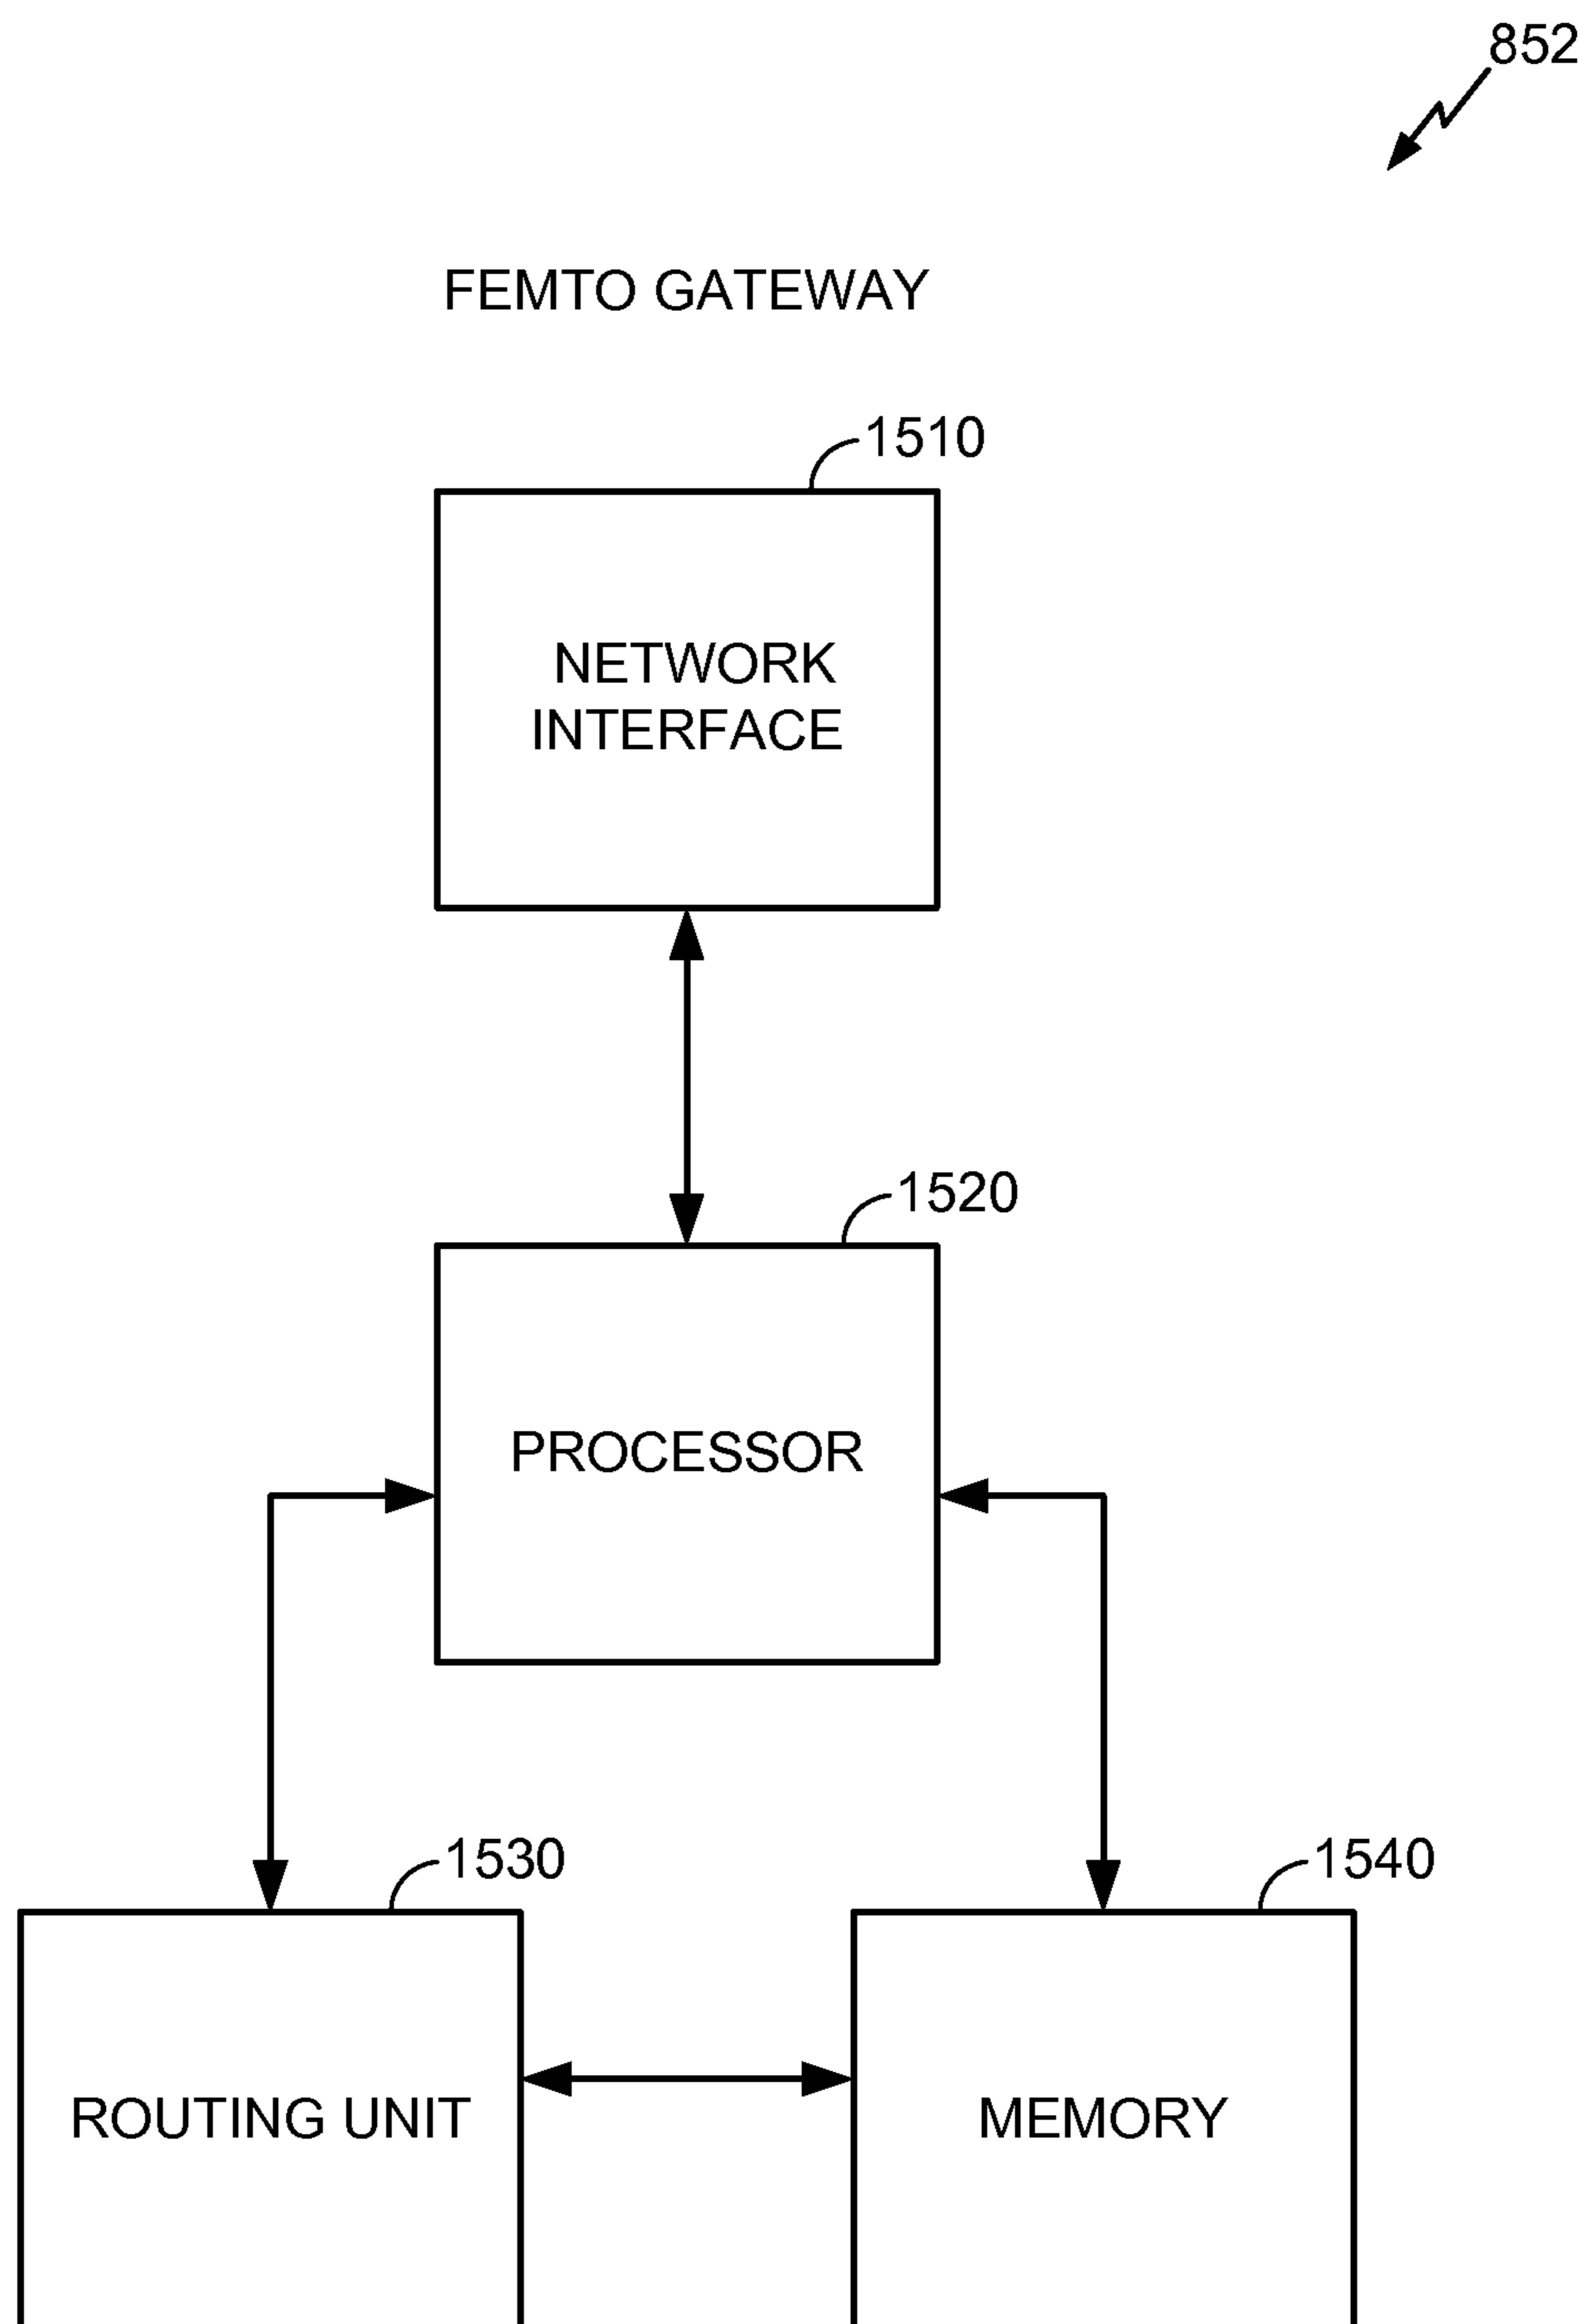 852
FEMTO GATEWAY
1510
NETWORK
INTERFACE
1520
PROCESSOR
1530
1540
ROUTING UNIT
MEMORY